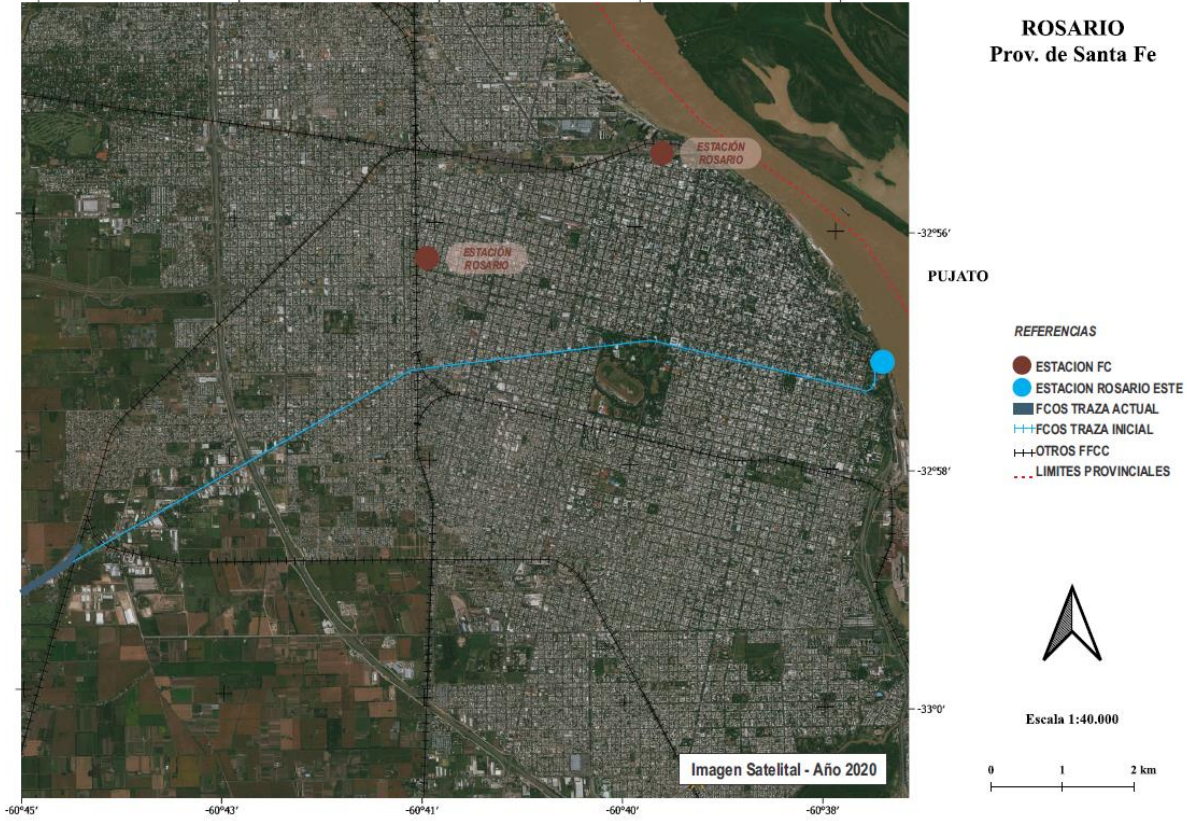 ROSARIO
Prov. de Santa Fe
ESTACIÓN
ROSARIO
ESTACIÓN
ROSARIO
-32°56'
PUJATO
REFERENCIAS
ESTACION FC
ESTACION ROSARIO ESTE
FCOS TRAZA ACTUAL
FCOS TRAZA INICIAL
OTROS FFCC
LIMITES PROVINCIALES
-32°58'
-33°0'
Escala 1:40.000
Imagen Satelital - Año 2020
0 1 2 km
-60°45' -60°43' -60°41' -60°40' -60°38'